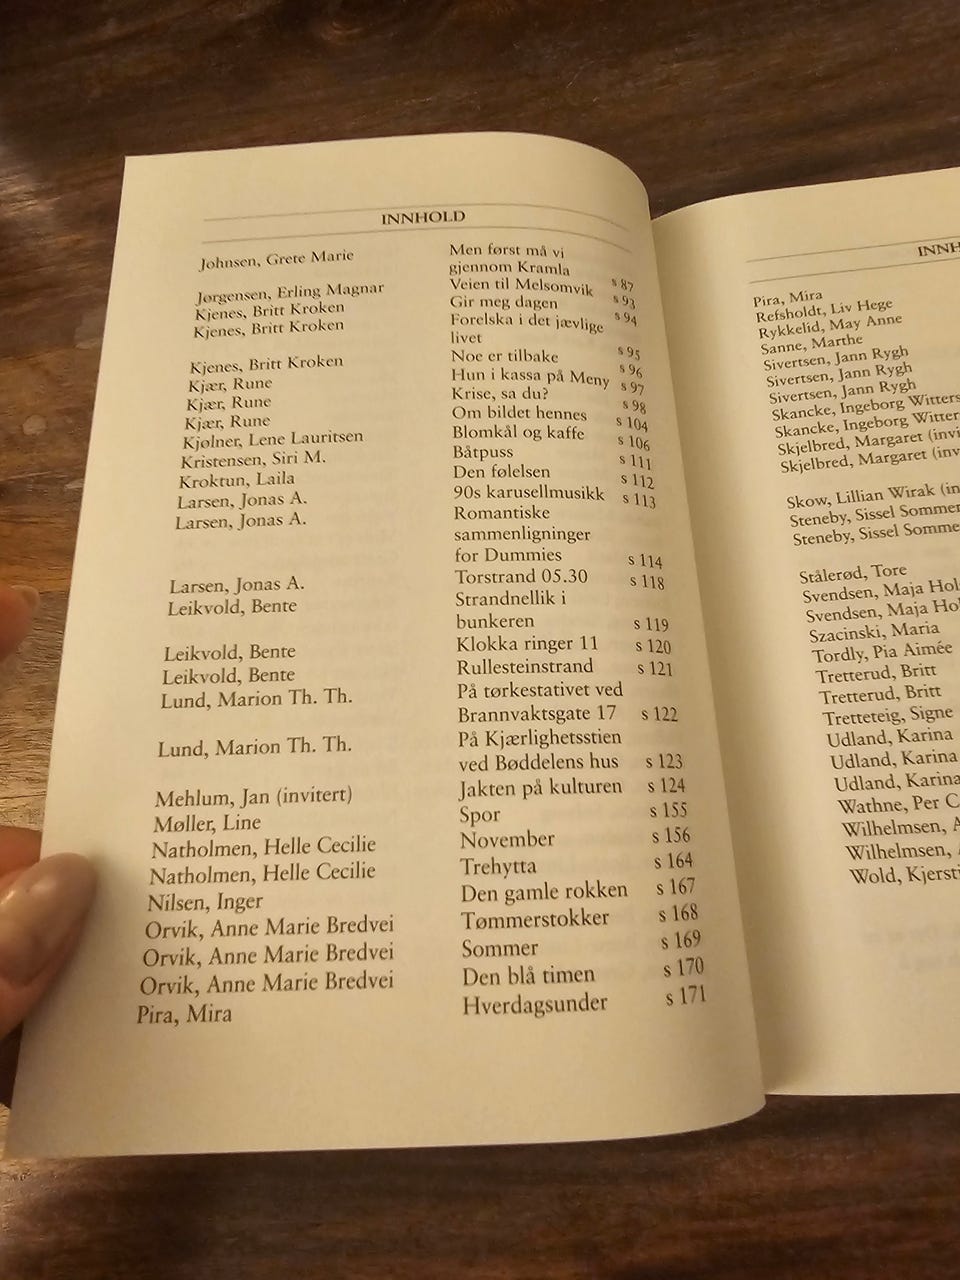 INNHOLD
Johnsen, Grete Marie Men først må vi
gjennom Kramla s 87
Jørgensen, Erling Magnar Veien til Melsomvik s 93
Kjenes, Britt Kroken Gir meg dagen s 94
Kjenes, Britt Kroken Forelska i det jævlige
livet s 95
Kjenes, Britt Kroken Noe er tilbake s 96
Kjær, Rune Hun i kassa på Meny s 97
Kjær, Rune Krise, sa du? s 98
Kjær, Rune Om bildet hennes s 104
Kjølner, Lene Lauritsen Blomkål og kaffe s 106
Kristensen, Siri M. Båtpuss s 111
Kroktun, Laila Den følelsen s 112
Larsen, Jonas A. 90s karusellmusikk s 113
Larsen, Jonas A. Romantiske
sammenligninger
for Dummies s 114
Larsen, Jonas A. Torstrand 05.30 s 118
Leikvold, Bente Strandnellik i
bunkeren s 119
Leikvold, Bente Klokka ringer 11 s 120
Leikvold, Bente Rullesteinstrand s 121
Lund, Marion Th. Th. På tørkestativet ved
Brannvaktsgate 17 s 122
Lund, Marion Th. Th. På Kjærlighetsstien
ved Bøddelens hus s 123
Mehlum, Jan (invitert) Jakten på kulturen s 124
Møller, Line Spor s 155
Natholmen, Helle Cecilie November s 156
Natholmen, Helle Cecilie Trehytta s 164
Nilsen, Inger Den gamle rokken s 167
Orvik, Anne Marie Bredvei Tømmerstokker s 168
Orvik, Anne Marie Bredvei Sommer s 169
Orvik, Anne Marie Bredvei Den blå timen s 170
Pira, Mira Hverdagsunder s 171
INNH
Pira, Mira
Refsholdt, Liv Hege
Rykkelid, May Anne
Sanne, Marthe
Sivertsen, Jann Rygh
Sivertsen, Jann Rygh
Sivertsen, Jann Rygh
Skancke, Ingeborg Witters
Skancke, Ingeborg Witter
Skjelbred, Margaret (invi
Skjelbred, Margaret (inv
Skow, Lillian Wirak (in
Steneby, Sissel Sommer
Steneby, Sissel Somme
Stålerød, Tore
Svendsen, Maja Hol
Svendsen, Maja Ho
Szacinski, Maria
Tordly, Pia Aimée
Tretterud, Britt
Tretterud, Britt
Tretteteig, Signe
Udland, Karina
Udland, Karina
Udland, Karina
Wathne, Per C
Wilhelmsen, A
Wilhelmsen,
Wold, Kjersti